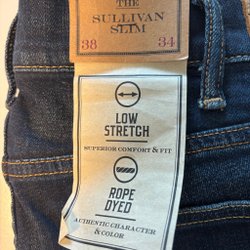 THE
SULLIVAN
SLIM
38 34
LOW
STRETCH
SUPERIOR COMFORT & FIT
ROPE
DYED
AUTHENTIC CHARACTER
& COLOR